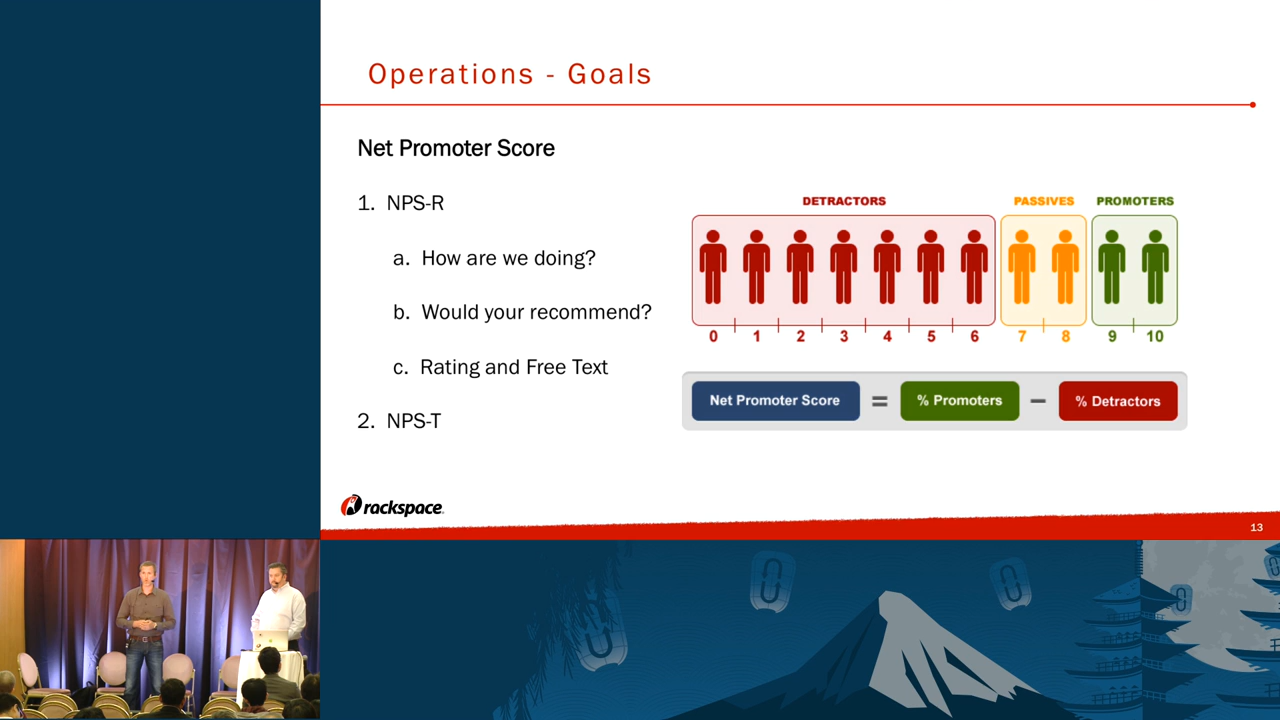 Operations - Goals
Net Promoter Score
1. NPS-R
a. How are we doing?
b. Would your recommend?
c. Rating and Free Text
2. NPS-T
DETRACTORS PASSIVES PROMOTERS
0 1 2 3 4 5 6 7 8 9 10
Net Promoter Score = % Promoters − % Detractors
rackspace.
13